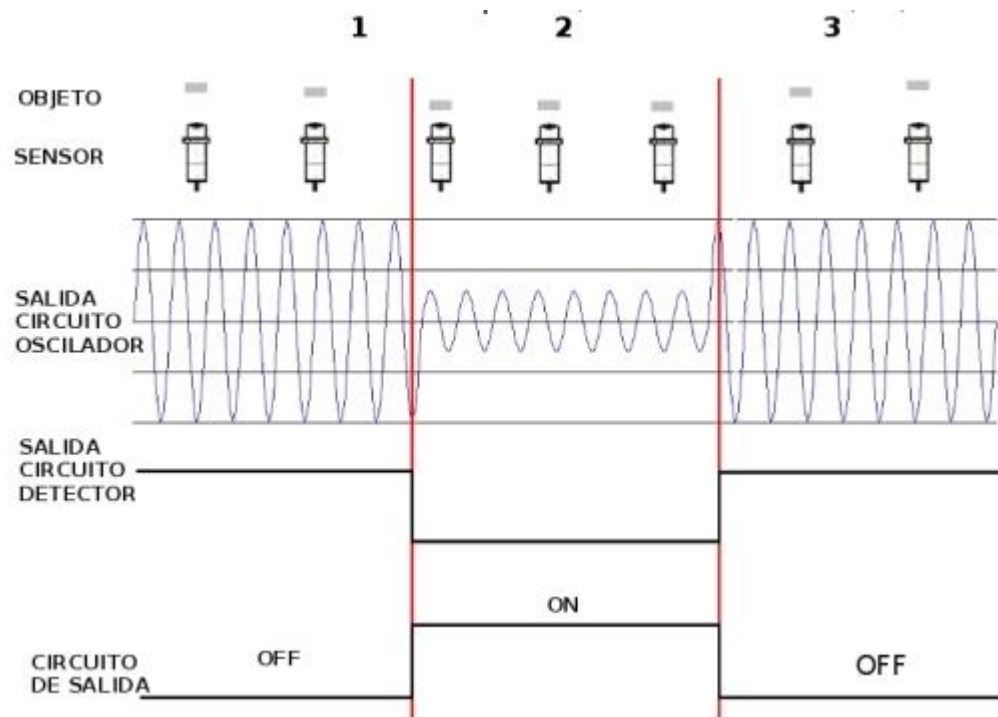 1 2 3
OBJETO
SENSOR
SALIDA
CIRCUITO
OSCILADOR
SALIDA
CIRCUITO
DETECTOR
ON
OFF
OFF
CIRCUITO
DE SALIDA